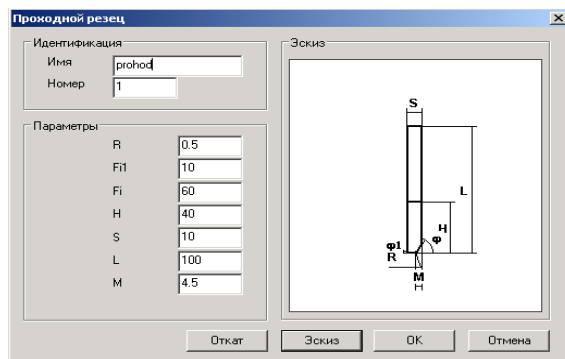 Проходной резец
Идентификация
Имя prohod
Номер 1
Параметры
R 0.5
Fi1 10
Fi 60
H 40
S 10
L 100
M 4.5
Эскиз
S
L
H
φ1 φ
R
M
H
Откат Эскиз OK Отмена